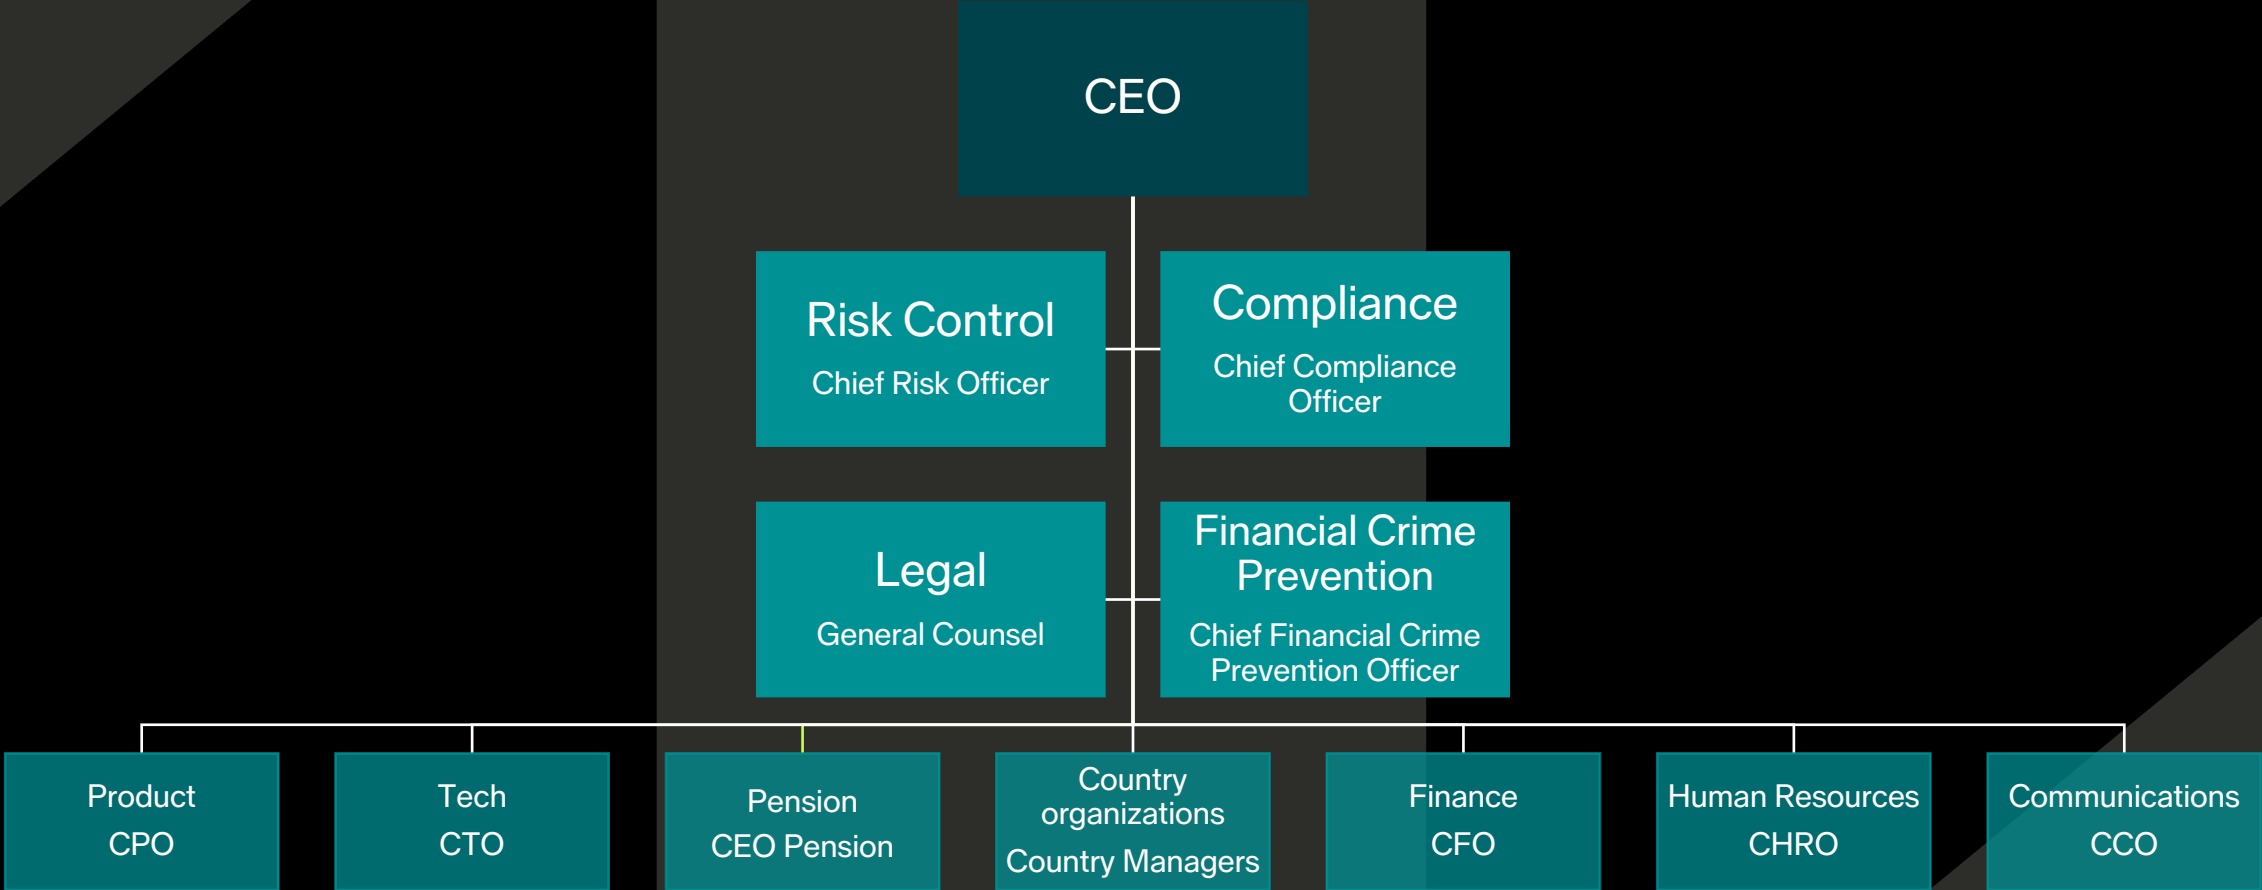 CEO
Risk Control
Chief Risk Officer
Compliance
Chief Compliance
Officer
Legal
General Counsel
Financial Crime
Prevention
Chief Financial Crime
Prevention Officer
Product
CPO
Tech
CTO
Pension
CEO Pension
Country
organizations
Country Managers
Finance
CFO
Human Resources
CHRO
Communications
CCO